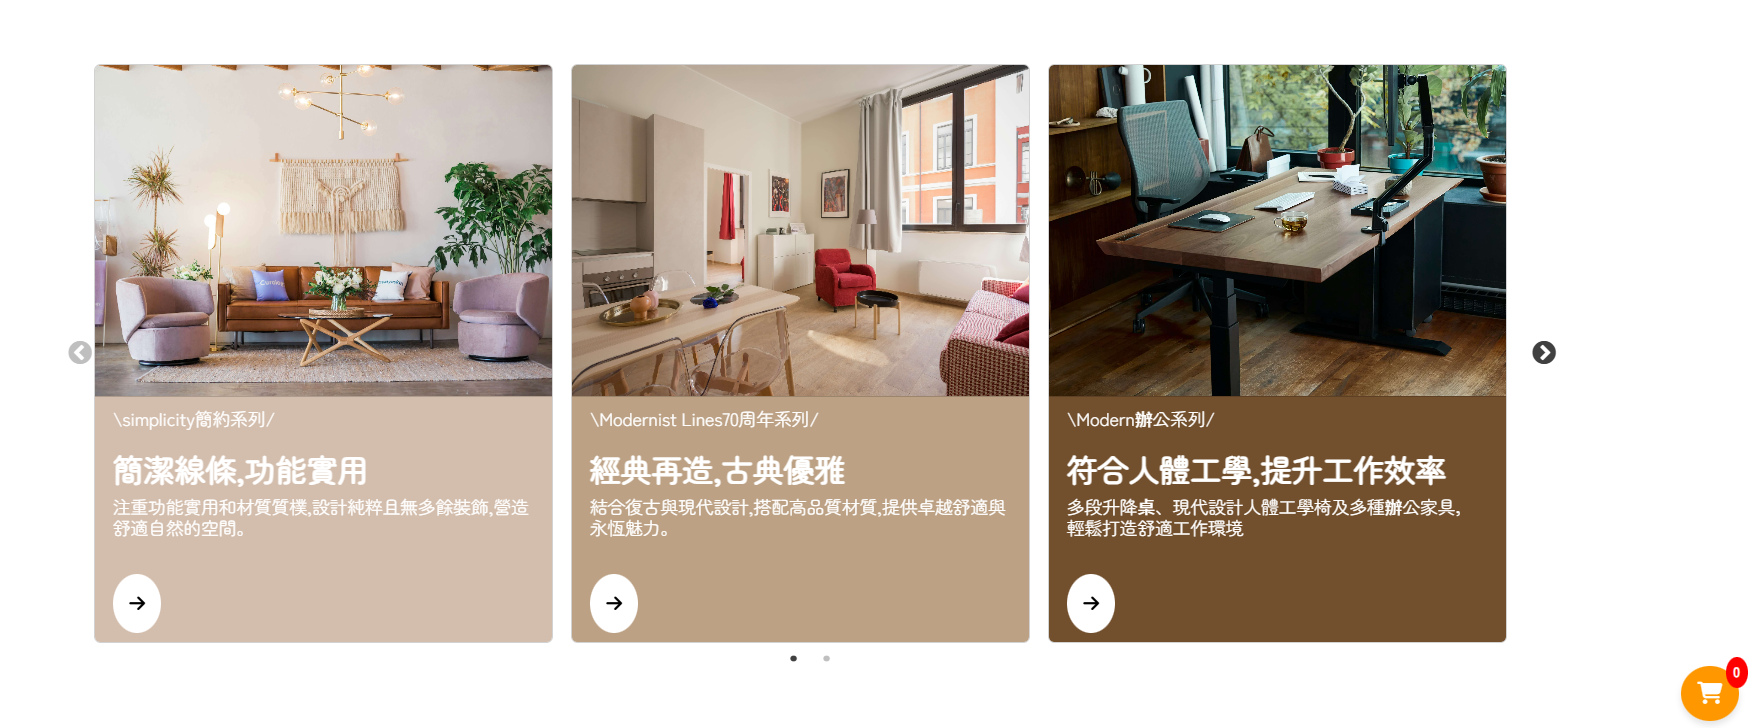 \simplicity簡約系列/
簡潔線條,功能實用
注重功能實用和材質質樸,設計純粹且無多餘裝飾,營造
舒適自然的空間。
\Modernist Lines70周年系列/
經典再造,古典優雅
結合復古與現代設計,搭配高品質材質,提供卓越舒適與
永恆魅力。
\Modern辦公系列/
符合人體工學,提升工作效率
多段升降桌、現代設計人體工學椅及多種辦公家具,
輕鬆打造舒適工作環境
0